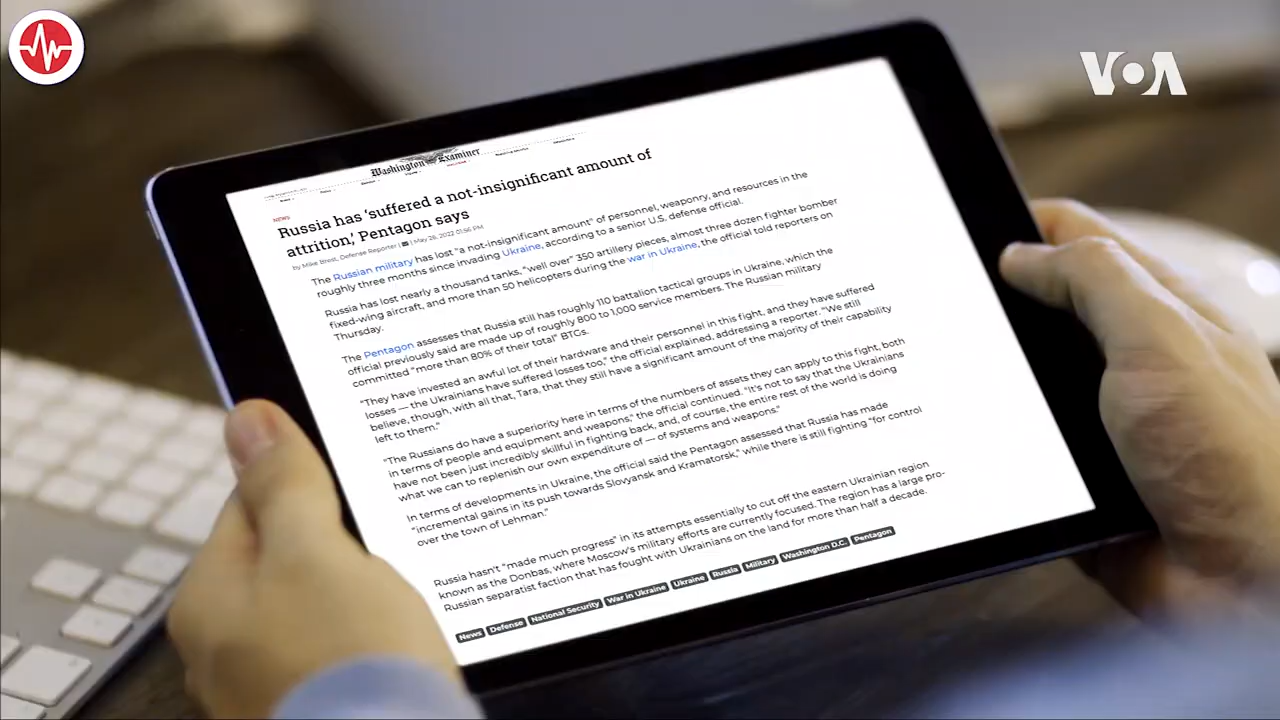 VOA
Washington Examiner
NEWS
Russia has 'suffered a not-insignificant amount of
attrition,' Pentagon says
by Mike Brest, Defense Reporter | | May 26, 2022 01:56 PM
The Russian military has lost "a not-insignificant amount" of personnel, weaponry, and resources in the
roughly three months since invading Ukraine, according to a senior U.S. defense official.
Russia has lost nearly a thousand tanks, "well over" 350 artillery pieces, almost three dozen fighter bomber
fixed-wing aircraft, and more than 50 helicopters during the war in Ukraine, the official told reporters on
Thursday.
The Pentagon assesses that Russia still has roughly 110 battalion tactical groups in Ukraine, which the
official previously said are made up of roughly 800 to 1,000 service members. The Russian military
committed "more than 80% of their total" BTGs.
"They have invested an awful lot of their hardware and their personnel in this fight, and they have suffered
losses — the Ukrainians have suffered losses too," the official explained, addressing a reporter. "We still
believe, though, with all that, Tara, that they still have a significant amount of the majority of their capability
left to them."
"The Russians do have a superiority here in terms of the numbers of assets they can apply to this fight, both
in terms of people and equipment and weapons," the official continued. "It's not to say that the Ukrainians
have not been just incredibly skillful in fighting back, and, of course, the entire rest of the world is doing
what we can to replenish our own expenditure of — of systems and weapons."
In terms of developments in Ukraine, the official said the Pentagon assessed that Russia has made
"incremental gains in its push towards Slovyansk and Kramatorsk," while there is still fighting "for control
over the town of Lehman."
Russia hasn't "made much progress" in its attempts essentially to cut off the eastern Ukrainian region
known as the Donbas, where Moscow's military efforts are currently focused. The region has a large pro-
Russian separatist faction that has fought with Ukrainians on the land for more than half a decade.
News Defense National Security War in Ukraine Ukraine Russia Military Washington D.C. Pentagon